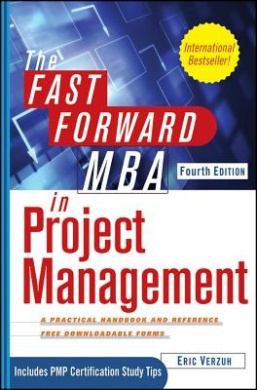 The
FAST
FORWARD
MBA
International
Bestseller!
Fourth Edition
in
Project
Management
A PRACTICAL HANDBOOK AND REFERENCE
FREE DOWNLOADABLE FORMS
Includes PMP Certification Study Tips
Eric Verzuh